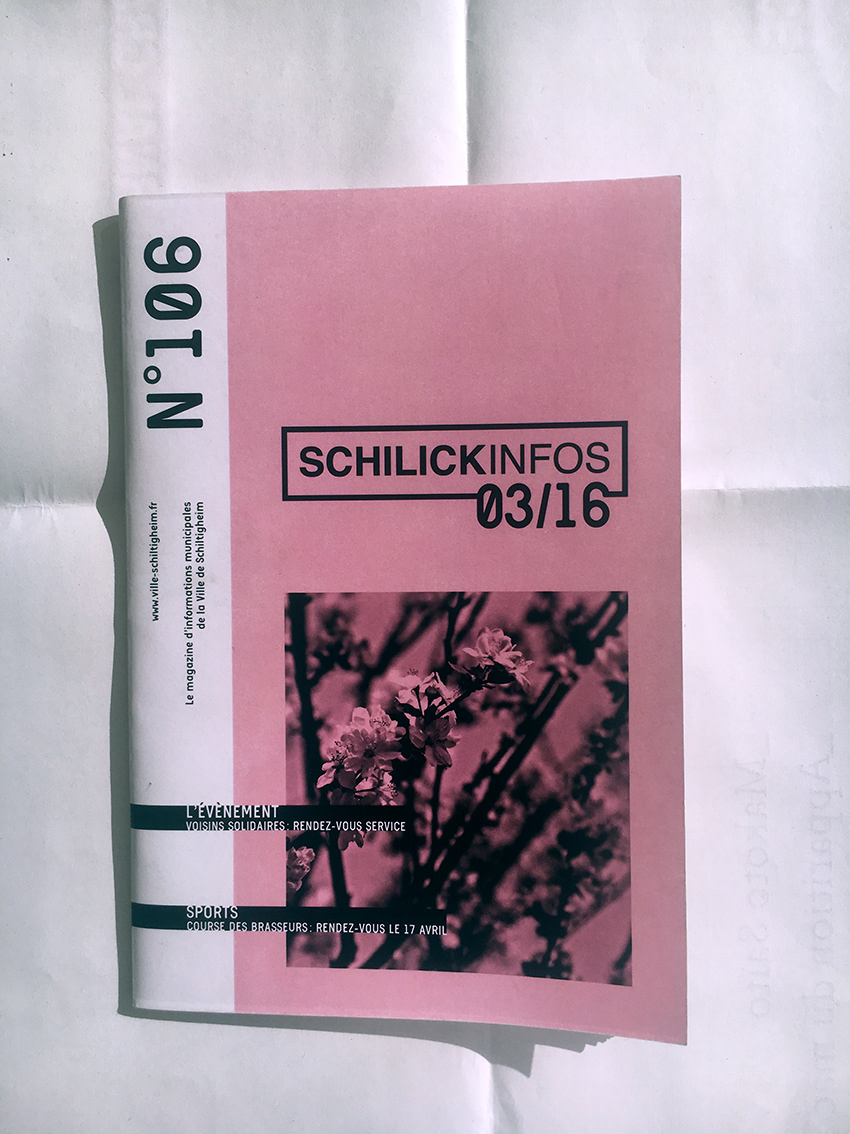 N°106
www.ville-schiltigheim.fr
Le magazine d'informations municipales
de la Ville de Schiltigheim
SCHILICKINFOS
03/16
L'ÉVÈNEMENT
VOISINS SOLIDAIRES : RENDEZ-VOUS SERVICE
SPORTS
COURSE DES BRASSEURS : RENDEZ-VOUS LE 17 AVRIL